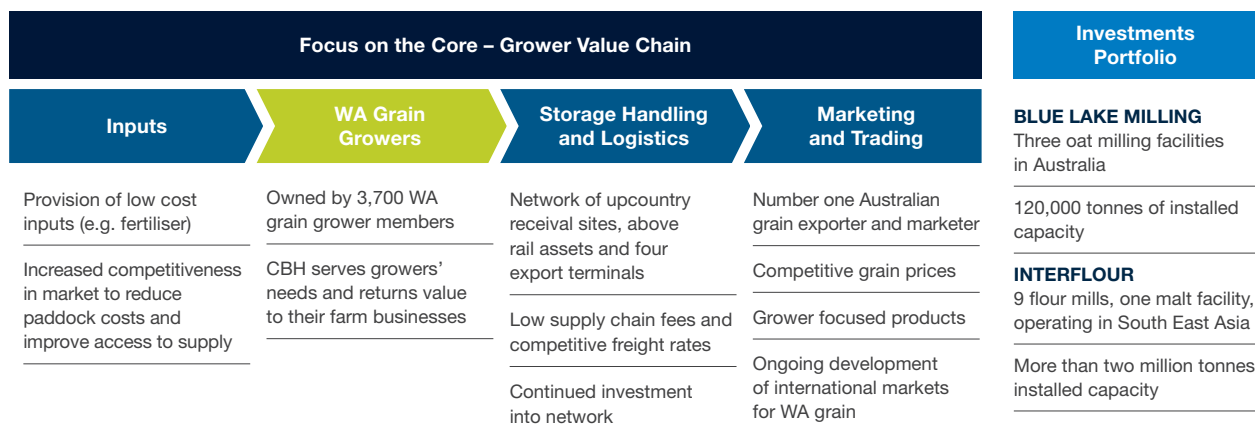 Focus on the Core – Grower Value Chain
Inputs
Provision of low cost
inputs (e.g. fertiliser)
Increased competitiveness
in market to reduce
paddock costs and
improve access to supply
WA Grain
Growers
Owned by 3,700 WA
grain grower members
CBH serves growers’
needs and returns value
to their farm businesses
Storage Handling
and Logistics
Network of upcountry
receival sites, above
rail assets and four
export terminals
Low supply chain fees and
competitive freight rates
Continued investment
into network
Marketing
and Trading
Number one Australian
grain exporter and marketer
Competitive grain prices
Grower focused products
Ongoing development
of international markets
for WA grain
Investments
Portfolio
BLUE LAKE MILLING
Three oat milling facilities
in Australia
120,000 tonnes of installed
capacity
INTERFLOUR
9 flour mills, one malt facility,
operating in South East Asia
More than two million tonnes
installed capacity